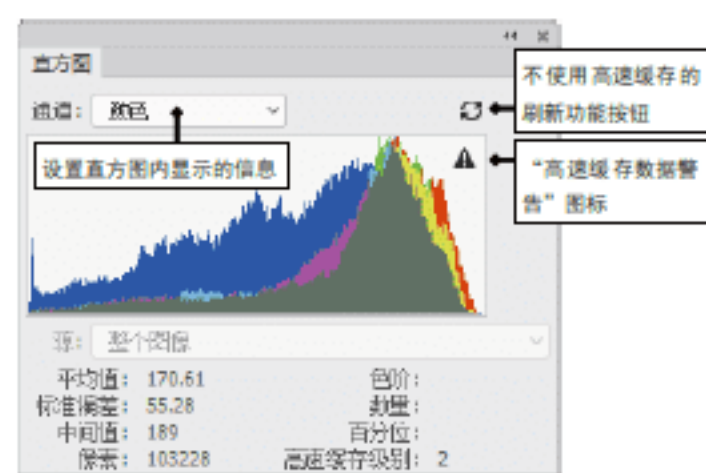 直方图
不使用高速缓存的
刷新功能按钮
通道： 颜色
设置直方图内显示的信息
“高速缓存数据警
告”图标
源： 整个图像
平均值： 170.61 色阶：
标准偏差： 55.28 数量：
中间值： 189 百分位：
像素： 103228 高速缓存级别： 2